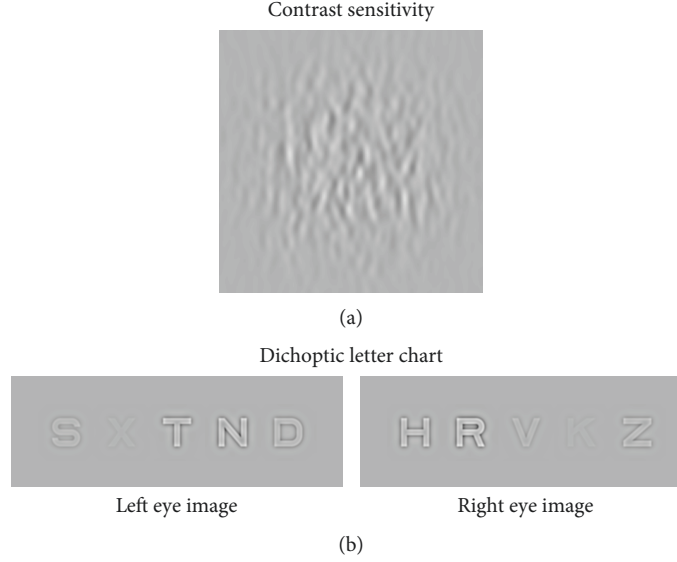 Contrast sensitivity
(a)
Dichoptic letter chart
S X T N D H R V K Z
Left eye image Right eye image
(b)